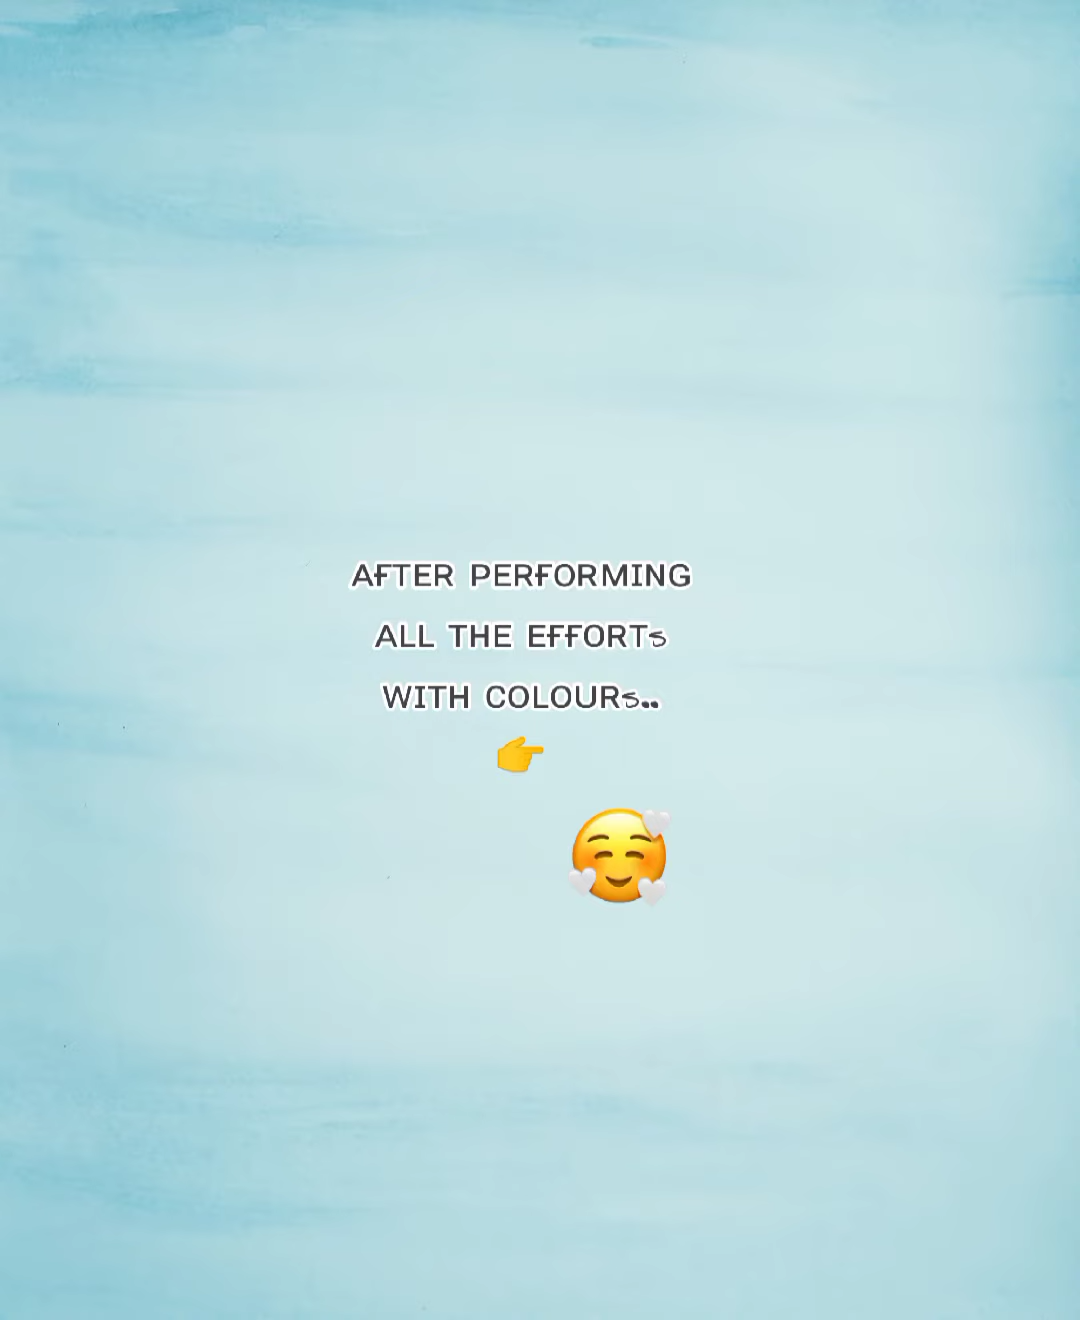 AFTER PERFORMING
ALL THE EFFORTs
WITH COLOURs..
👉
🥰